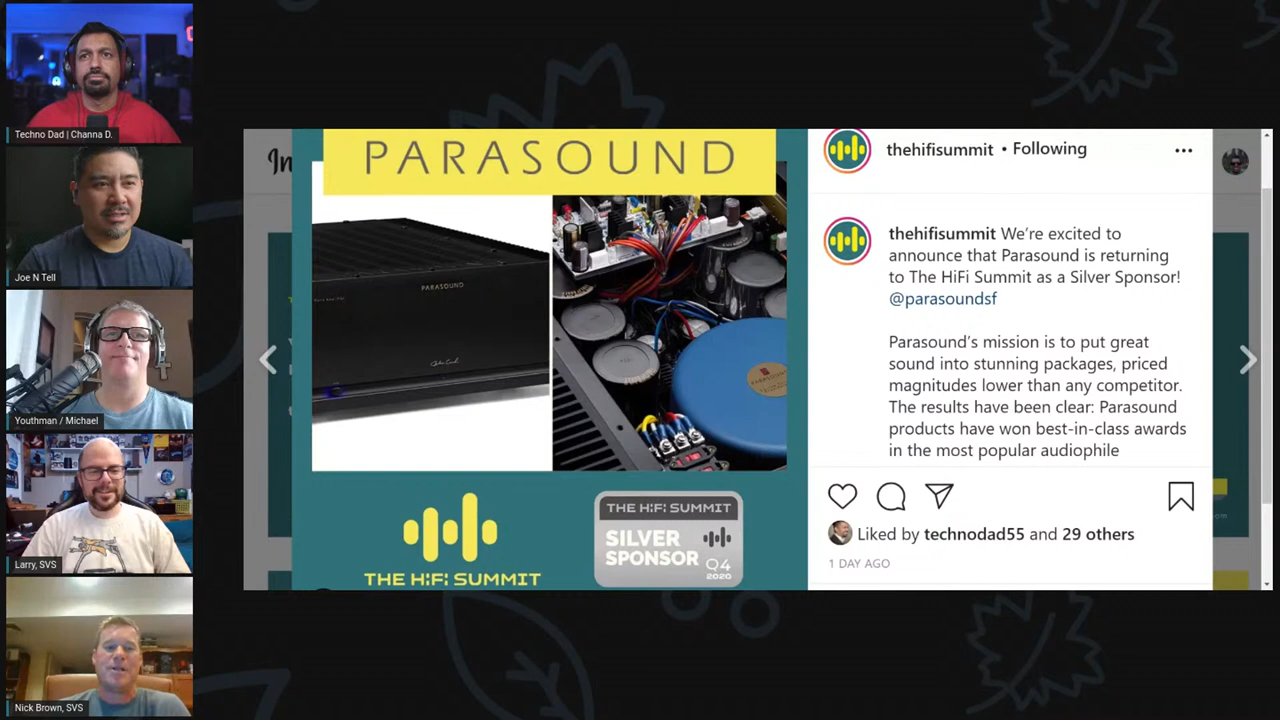 Techno Dad | Channa D.
Joe N Tell
Youthman / Michael
Larry, SVS
Nick Brown, SVS
In
PARASOUND
PARASOUND
THE HIFI SUMMIT
THE HIFI SUMMIT
SILVER
SPONSOR
Q4
2020
thehifisummit • Following
thehifisummit We're excited to
announce that Parasound is returning
to The HiFi Summit as a Silver Sponsor!
@parasoundsf
Parasound's mission is to put great
sound into stunning packages, priced
magnitudes lower than any competitor.
The results have been clear: Parasound
products have won best-in-class awards
in the most popular audiophile
Liked by technodad55 and 29 others
1 DAY AGO